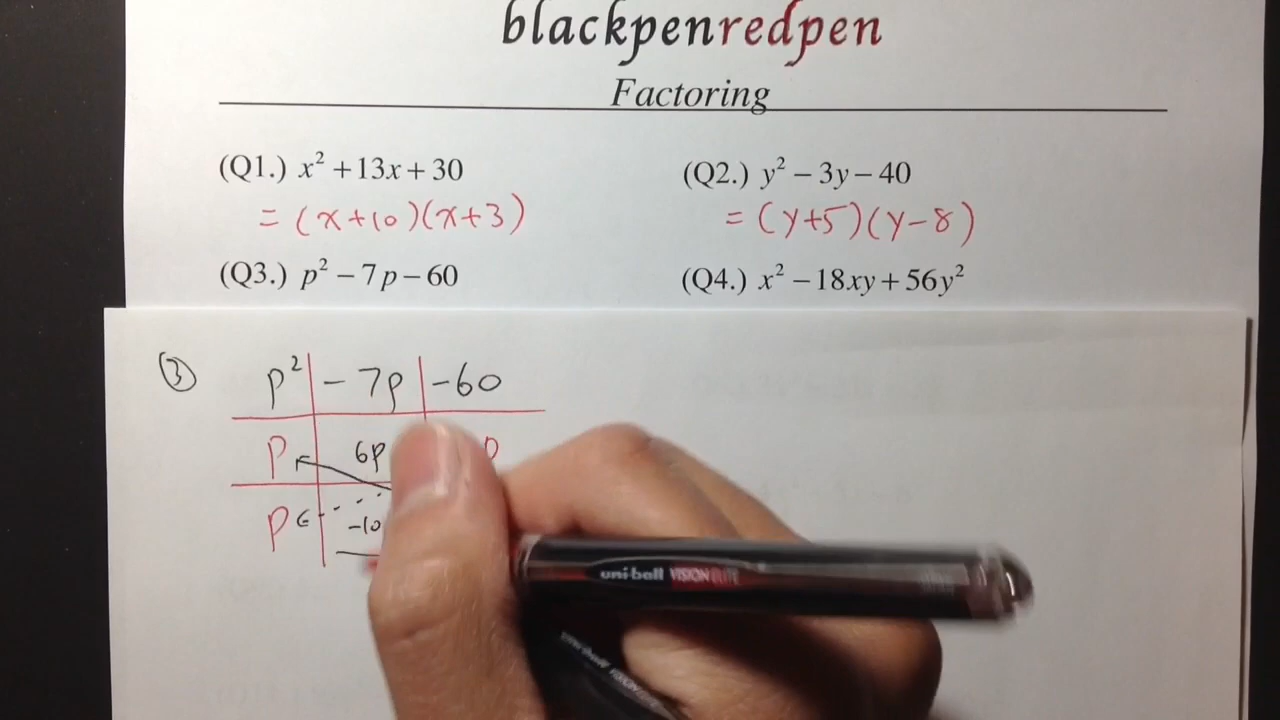 blackpenredpen
Factoring
(Q1.) x² + 13x + 30
= (x+10)(x+3)
(Q2.) y² − 3y − 40
= (y+5)(y−8)
(Q3.) p² − 7p − 60
(Q4.) x² − 18xy + 56y²
③ p² − 7p −60
p 6p
p −10
uni-ball VISION ELITE